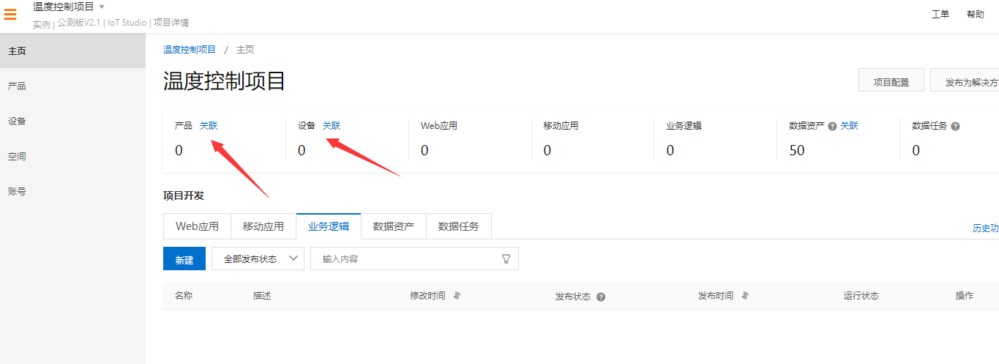 温度控制项目
工单 帮助
实例 | 公测版V2.1 | IoT Studio | 项目详情
主页
产品
设备
空间
账号
温度控制项目 / 主页
温度控制项目
项目配置 发布为解决方
产品 关联 设备 关联 Web应用 移动应用 业务逻辑 数据资产 ? 关联 数据任务 ?
0 0 0 0 0 50 0
项目开发
Web应用 移动应用 业务逻辑 数据资产 数据任务
历史功
新建 全部发布状态 输入内容
名称 描述 修改时间 发布状态 ? 发布时间 运行状态 操作